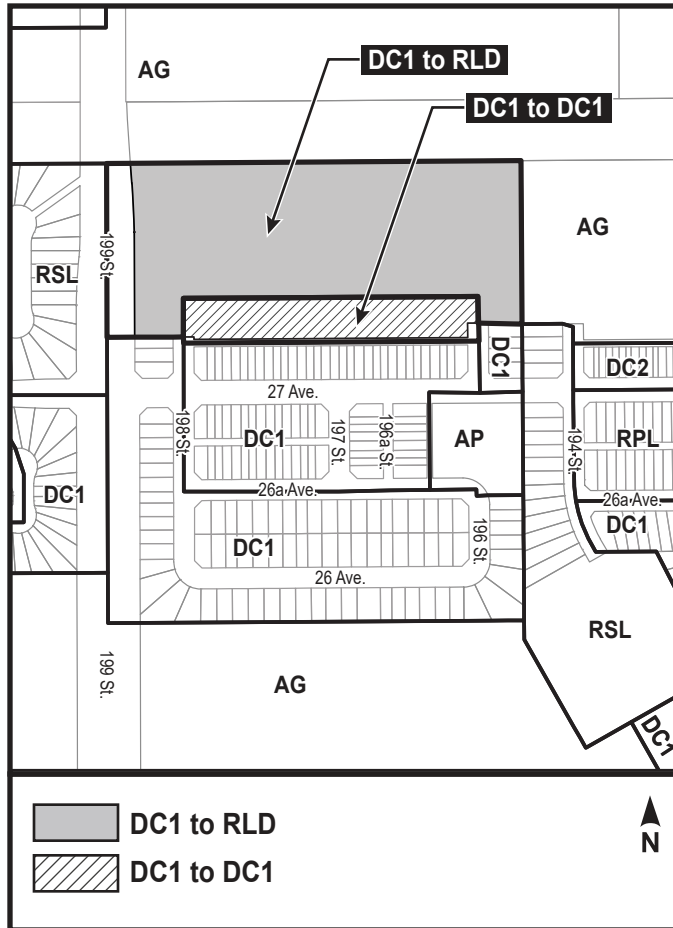 DC1 to RLD
AG
DC1 to DC1
AG
199 St.
RSL
DC1
DC2
27 Ave.
198 St.
DC1
197 St.
196a St.
AP
194 St.
RPL
DC1
26a Ave.
26a Ave.
DC1
DC1
196 St.
26 Ave.
RSL
199 St.
AG
DC1
DC1 to RLD
DC1 to DC1
N